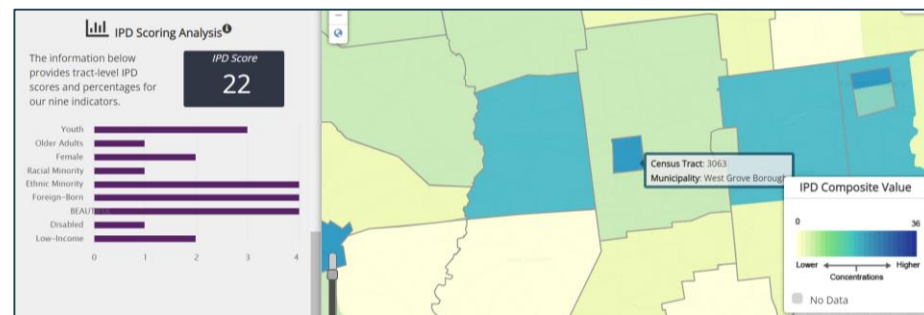 IPD Scoring Analysis
The information below
provides tract-level IPD
scores and percentages for
our nine indicators.
IPD Score
22
Youth
Older Adults
Female
Racial Minority
Ethnic Minority
Foreign-Born
BEAUT
Disabled
Low-Income
0 1 2 3 4
Census Tract: 3063
Municipality: West Grove Borough
IPD Composite Value
0 36
Lower Higher
Concentrations
No Data